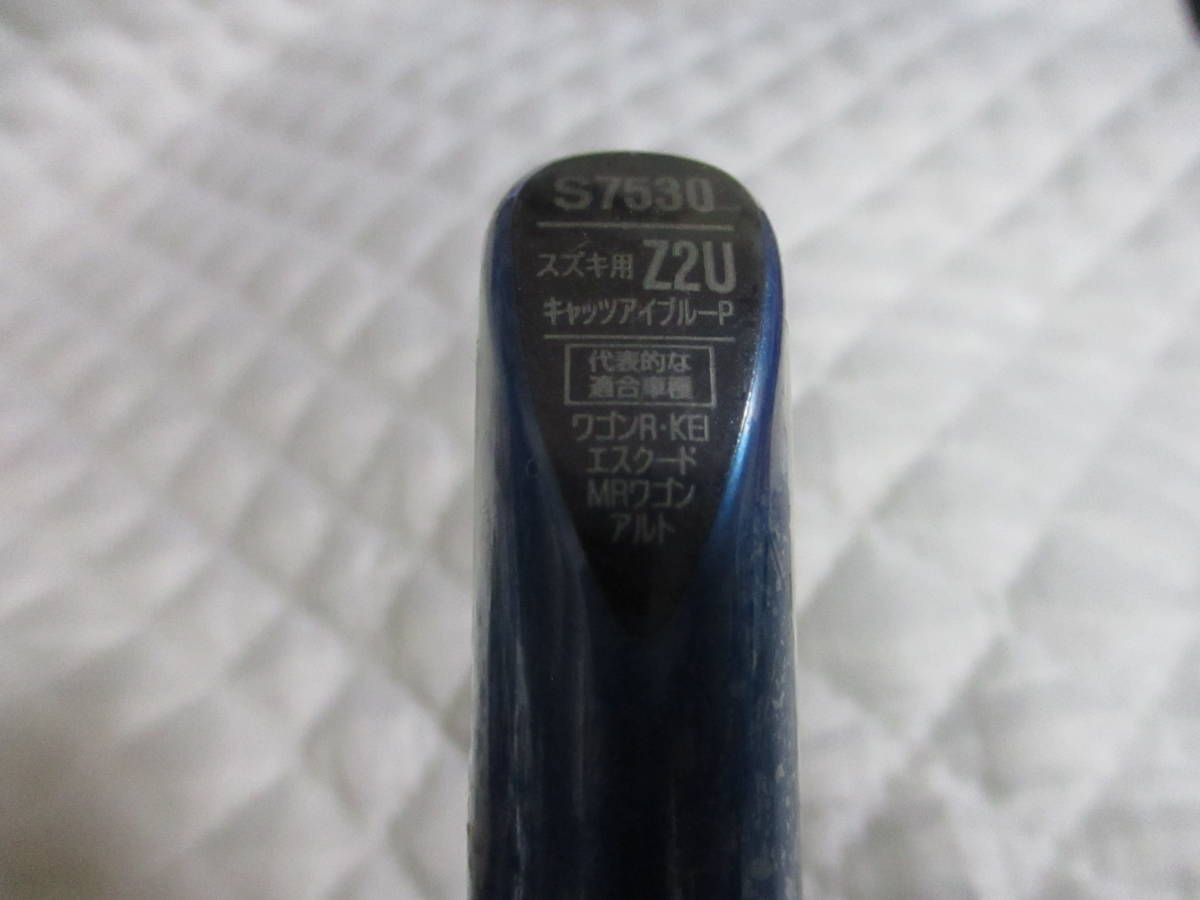 S7530
スズキ用 Z2U
キャッツアイブルーP
代表的な
適合車種
ワゴンR・KEI
エスクード
MRワゴン
アルト